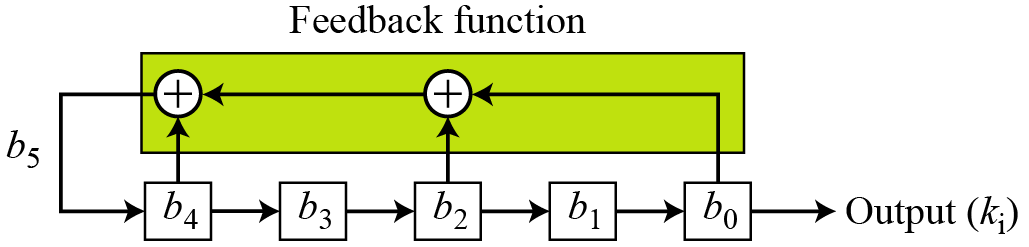 Feedback function
b₅
b₄ b₃ b₂ b₁ b₀ Output (kᵢ)